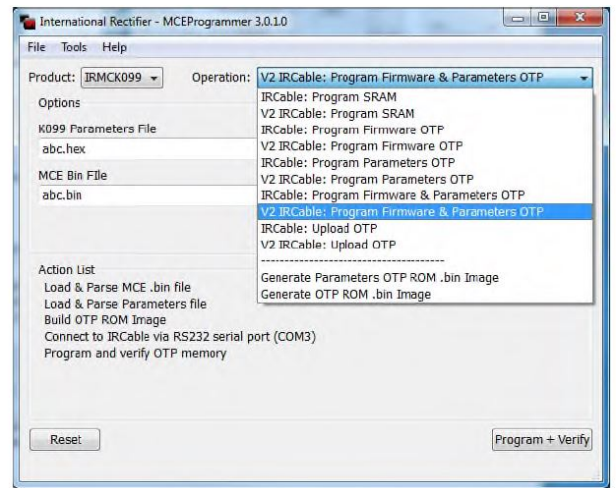 International Rectifier - MCEProgrammer 3.0.1.0
File Tools Help
Product: IRMCK099 Operation: V2 IRCable: Program Firmware & Parameters OTP
IRCable: Program SRAM
V2 IRCable: Program SRAM
IRCable: Program Firmware OTP
V2 IRCable: Program Firmware OTP
IRCable: Program Parameters OTP
V2 IRCable: Program Parameters OTP
IRCable: Program Firmware & Parameters OTP
V2 IRCable: Program Firmware & Parameters OTP
IRCable: Upload OTP
V2 IRCable: Upload OTP
------------------------------------
Generate Parameters OTP ROM .bin Image
Generate OTP ROM .bin Image
Options
K099 Parameters File
abc.hex
MCE Bin File
abc.bin
Action List
Load & Parse MCE .bin file
Load & Parse Parameters file
Build OTP ROM Image
Connect to IRCable via RS232 serial port (COM3)
Program and verify OTP memory
Reset
Program + Verify